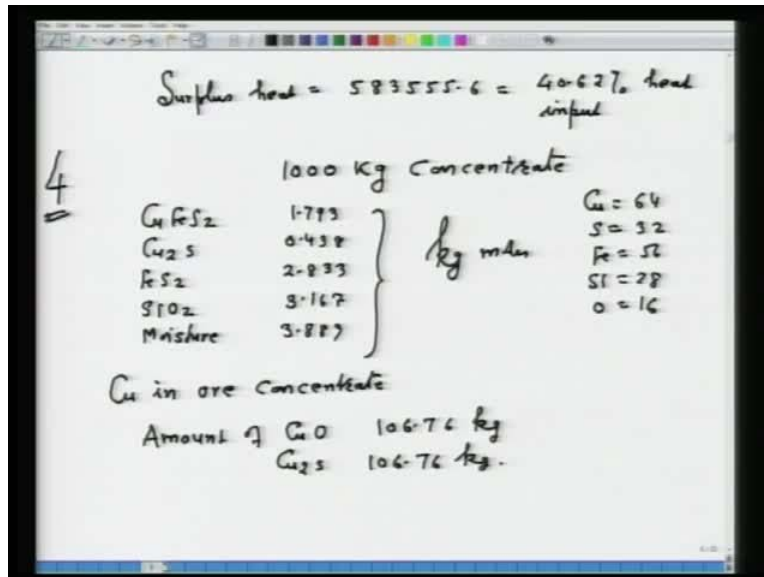 Surplus heat = 583555.6 = 40.62% heat
input
4
1000 Kg Concentrate
CuFeS2 1.793
Cu2S 0.438
FeS2 2.833
SiO2 3.167
Moisture 3.889
kg moles
Cu = 64
S = 32
Fe = 56
Si = 28
O = 16
Cu in ore concentrate
Amount of CuO 106.76 kg
Cu2S 106.76 kg.